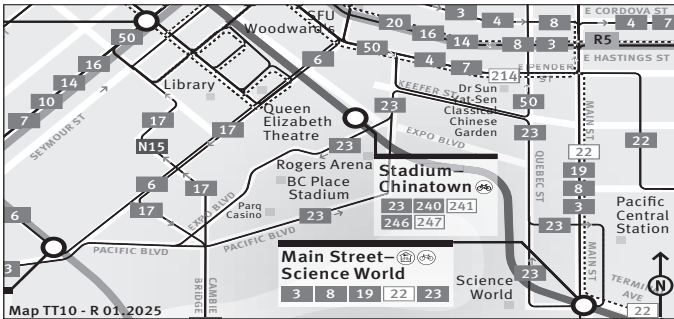 SFU
Woodward's
3
4
8
E CORDOVA ST
4
7
20
16
14
8
3
R5
E HASTINGS ST
50
16
14
10
7
SEYMOUR ST
6
50
4
7
214
E PENDER
ST
Library
Queen
Elizabeth
Theatre
KEEFER ST
Dr Sun
Yat-Sen
Classical
Chinese
Garden
50
23
MAIN ST
22
17
17
N15
23
EXPO BLVD
23
Rogers Arena
BC Place
Stadium
Stadium–
Chinatown
23 240 241
246 247
QUEBEC ST
22
19
8
3
6
17
17
EXPO BLVD
Parq
Casino
23
6
PACIFIC BLVD
PACIFIC BLVD
23
Pacific
Central
Station
3
Main Street–
Science World
3 8 19 22 23
CAMBIE
BRIDGE
Science
World
23
MAIN ST
TERMINAL
AVE
22
N
Map TT10 - R 01.2025